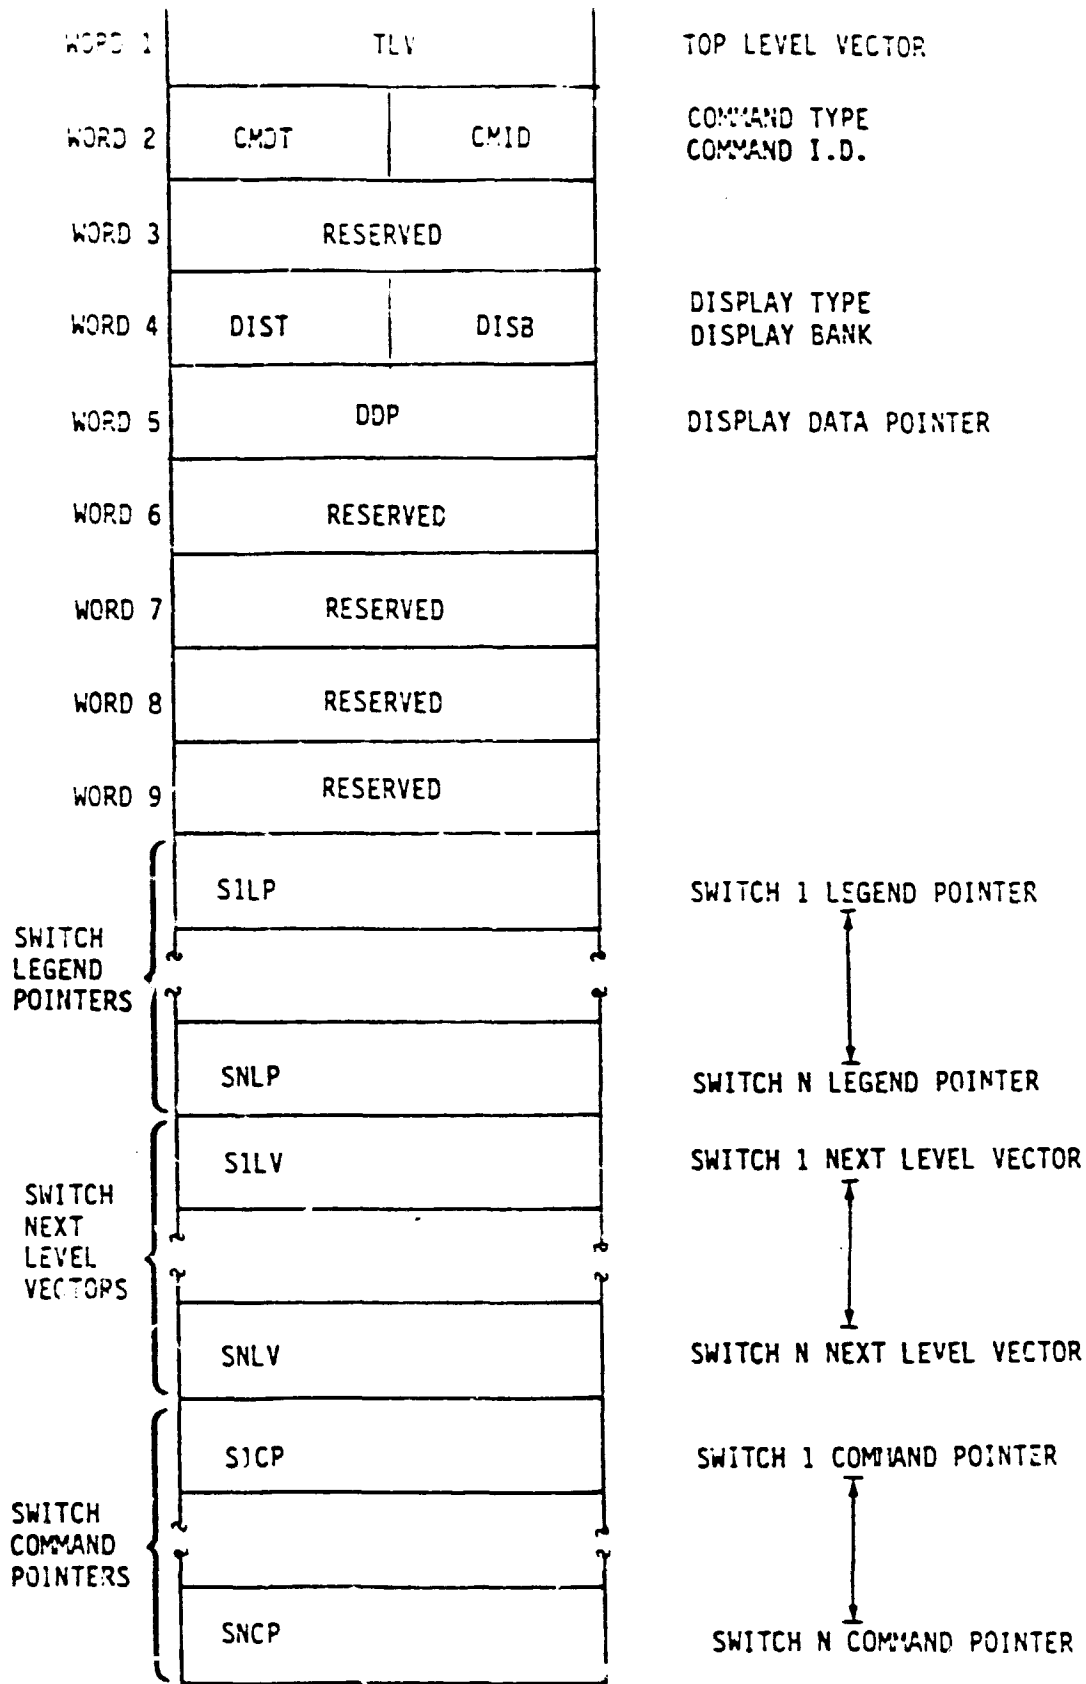 WORD 1 TLV TOP LEVEL VECTOR
WORD 2 CMDT CMID COMMAND TYPE
COMMAND I.D.
WORD 3 RESERVED
WORD 4 DIST DISB DISPLAY TYPE
DISPLAY BANK
WORD 5 DDP DISPLAY DATA POINTER
WORD 6 RESERVED
WORD 7 RESERVED
WORD 8 RESERVED
WORD 9 RESERVED
SWITCH
LEGEND
POINTERS
S1LP SWITCH 1 LEGEND POINTER
SNLP SWITCH N LEGEND POINTER
SWITCH
NEXT
LEVEL
VECTORS
S1LV SWITCH 1 NEXT LEVEL VECTOR
SNLV SWITCH N NEXT LEVEL VECTOR
SWITCH
COMMAND
POINTERS
S1CP SWITCH 1 COMMAND POINTER
SNCP SWITCH N COMMAND POINTER